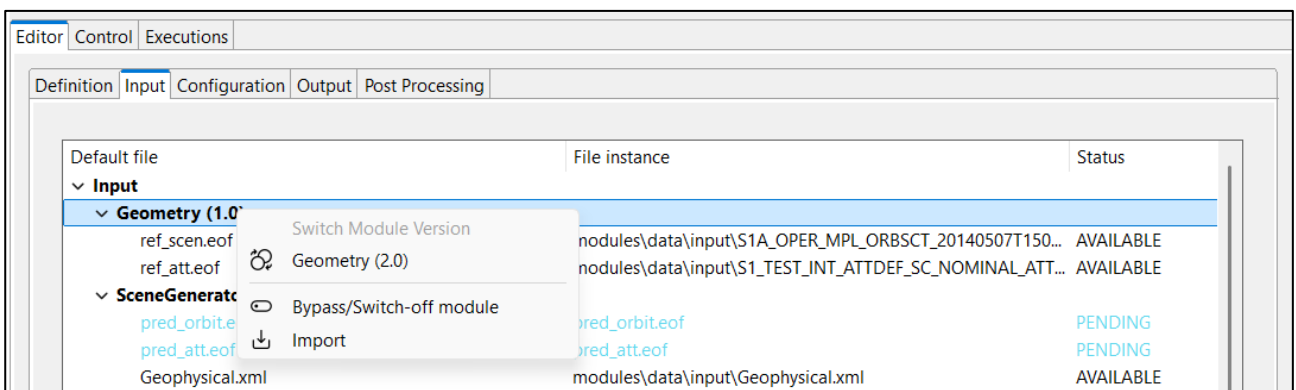 Editor Control Executions
Definition Input Configuration Output Post Processing
Default file File instance Status
Input
Geometry (1.0)
Switch Module Version
ref_scen.eof modules\data\input\S1A_OPER_MPL_ORBSCT_20140507T150... AVAILABLE
Geometry (2.0)
ref_att.eof modules\data\input\S1_TEST_INT_ATTDEF_SC_NOMINAL_ATT... AVAILABLE
SceneGenerato
Bypass/Switch-off module
pred_orbit.e pred_orbit.eof PENDING
Import
pred_att.eof pred_att.eof PENDING
Geophysical.xml modules\data\input\Geophysical.xml AVAILABLE